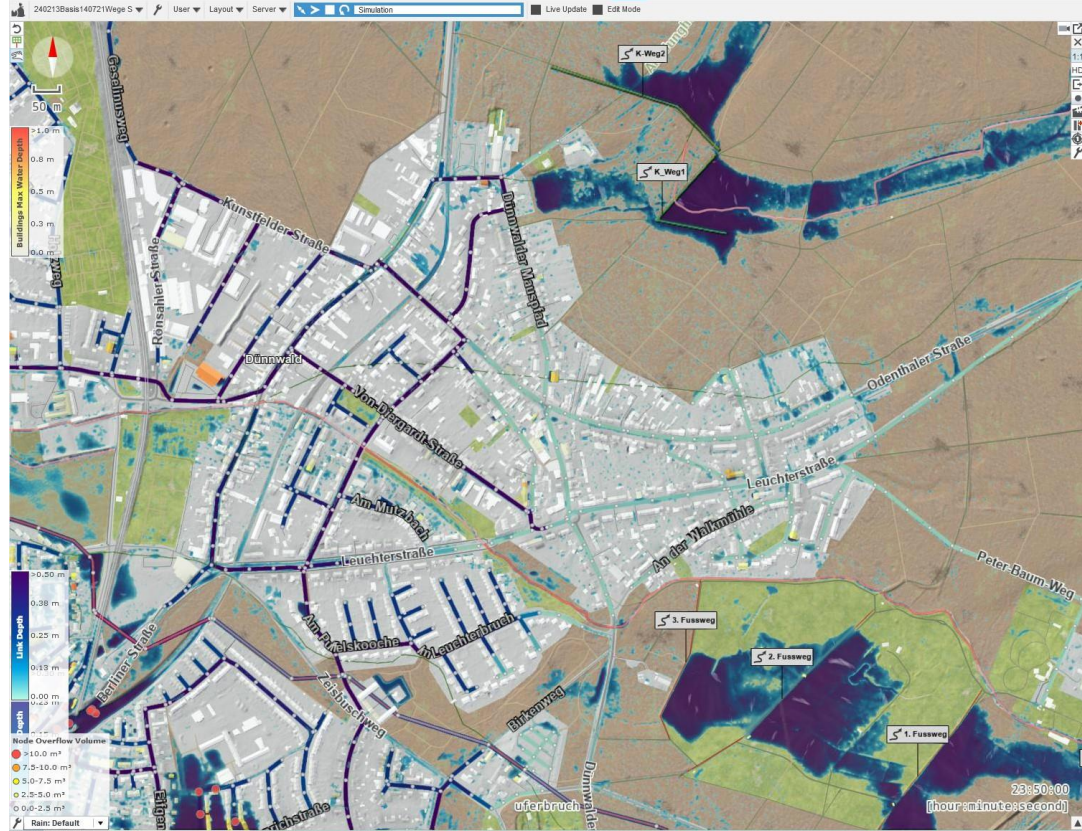 240213Basis140721Wege S
User
Layout
Server
Simulation
Live Update
Edit Mode
50 m
1:1
HD
Buildings Max Water Depth
>1.0 m
0.8 m
0.5 m
0.3 m
0.0 m
Geselinusweg
zweg
Ronsahler Straße
Kunstfelder Straße
Dünnwalder Mauspfad
K-Weg2
K_Weg1
Dünnwald
Von-Diergardt-Straße
Odenthaler Straße
Leuchterstraße
Am Mutzbach
An der Walkmühle
Leuchterstraße
Peter-Baum-Weg
Berliner Straße
Zeisbuschweg
Birkenweg
3. Fussweg
2. Fussweg
1. Fussweg
Link Depth
>0.50 m
0.38 m
0.25 m
0.13 m
0.00 m
Node Overflow Volume
>10.0 m³
7.5-10.0 m³
5.0-7.5 m³
2.5-5.0 m³
0.0-2.5 m³
Rain: Default
uferbruch
Dünnwalder
23:50:00
[hour:minute:second]